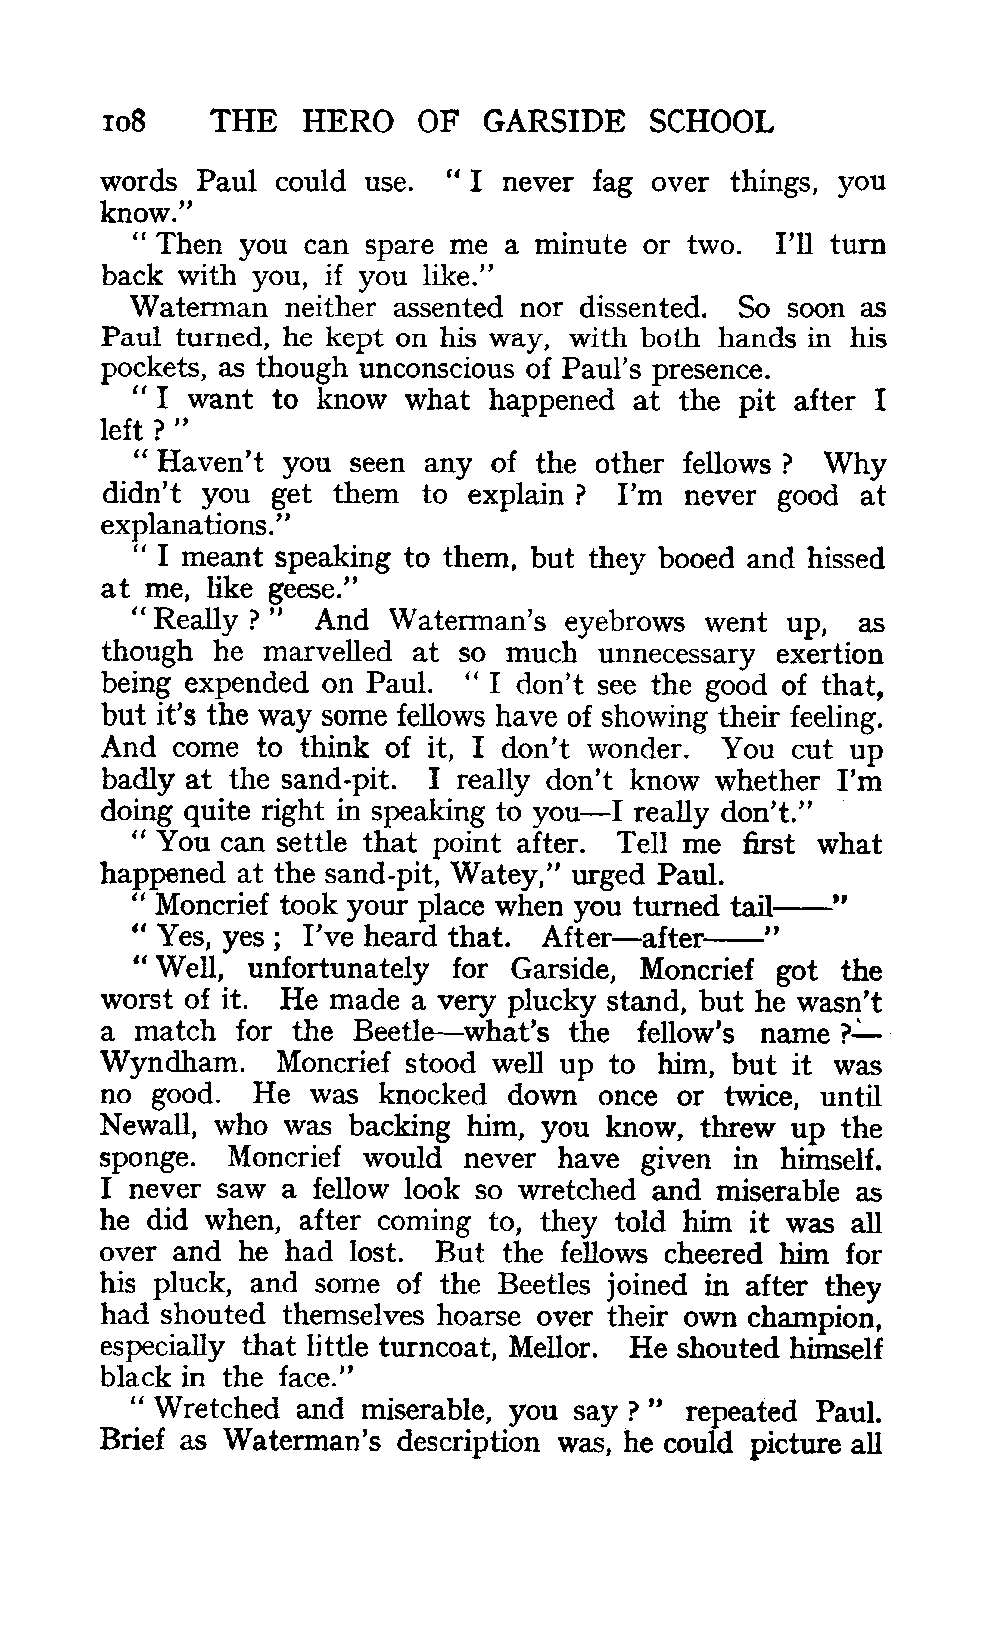 108 THE HERO OF GARSIDE SCHOOL
words Paul could use. " I never fag over things, you
know."
" Then you can spare me a minute or two. I'll turn
back with you, if you like."
Waterman neither assented nor dissented. So soon as
Paul turned, he kept on his way, with both hands in his
pockets, as though unconscious of Paul's presence.
" I want to know what happened at the pit after I
left ? "
" Haven't you seen any of the other fellows ? Why
didn't you get them to explain ? I'm never good at
explanations."
" I meant speaking to them, but they booed and hissed
at me, like geese."
" Really ? " And Waterman's eyebrows went up, as
though he marvelled at so much unnecessary exertion
being expended on Paul. " I don't see the good of that,
but it's the way some fellows have of showing their feeling.
And come to think of it, I don't wonder. You cut up
badly at the sand-pit. I really don't know whether I'm
doing quite right in speaking to you—I really don't."
" You can settle that point after. Tell me first what
happened at the sand-pit, Watey," urged Paul.
" Moncrief took your place when you turned tail——"
" Yes, yes ; I've heard that. After—after——"
" Well, unfortunately for Garside, Moncrief got the
worst of it. He made a very plucky stand, but he wasn't
a match for the Beetle—what's the fellow's name ?—
Wyndham. Moncrief stood well up to him, but it was
no good. He was knocked down once or twice, until
Newall, who was backing him, you know, threw up the
sponge. Moncrief would never have given in himself.
I never saw a fellow look so wretched and miserable as
he did when, after coming to, they told him it was all
over and he had lost. But the fellows cheered him for
his pluck, and some of the Beetles joined in after they
had shouted themselves hoarse over their own champion,
especially that little turncoat, Mellor. He shouted himself
black in the face."
" Wretched and miserable, you say ? " repeated Paul.
Brief as Waterman's description was, he could picture all